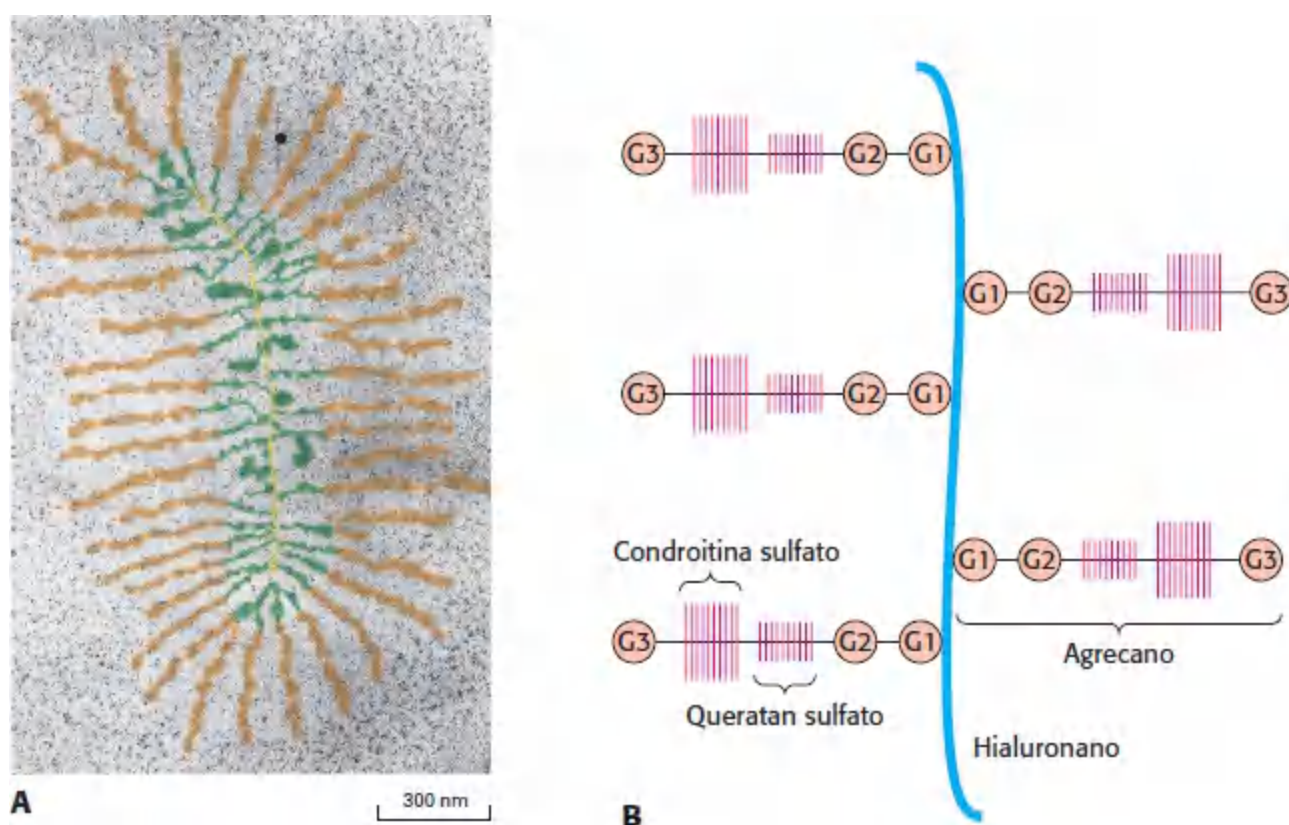 G3 G2 G1
G1 G2 G3
G3 G2 G1
G1 G2 G3
Agrecano
Condroitina sulfato
G3 G2 G1
Queratan sulfato
Hialuronano
A
300 nm
B